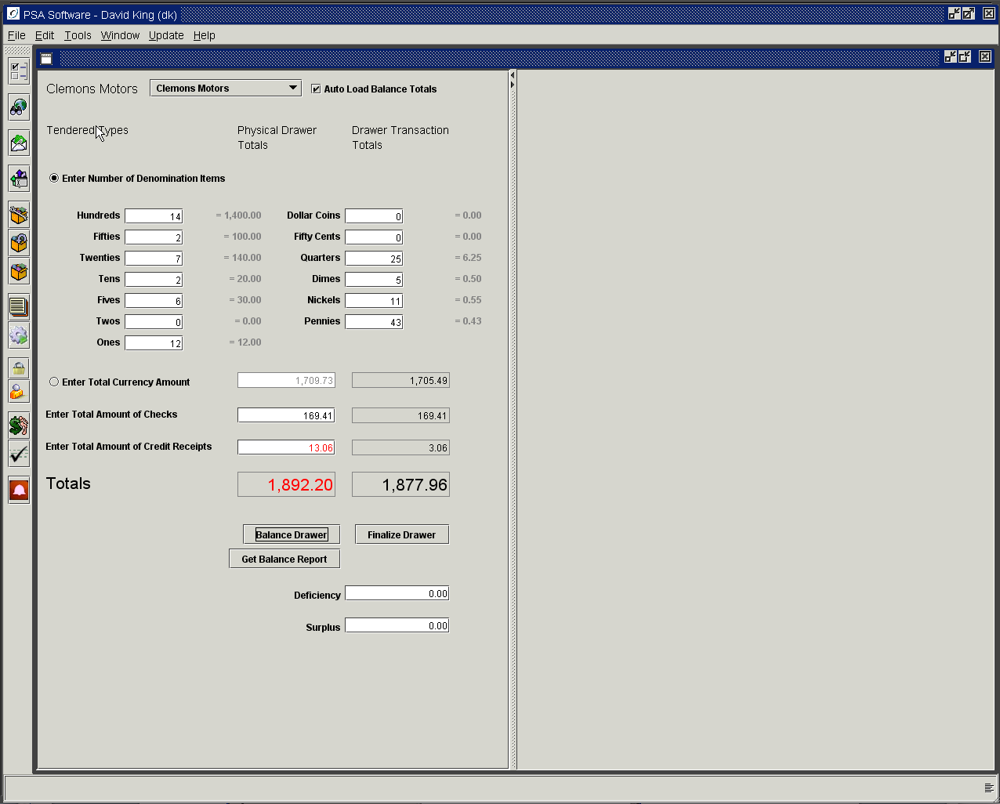 PSA Software - David King (dk)
File Edit Tools Window Update Help
Clemons Motors Clemons Motors Auto Load Balance Totals
Tendered Types Physical Drawer Totals Drawer Transaction Totals
Enter Number of Denomination Items
Hundreds 14 = 1,400.00 Dollar Coins 0 = 0.00
Fifties 2 = 100.00 Fifty Cents 0 = 0.00
Twenties 7 = 140.00 Quarters 25 = 6.25
Tens 2 = 20.00 Dimes 5 = 0.50
Fives 6 = 30.00 Nickels 11 = 0.55
Twos 0 = 0.00 Pennies 43 = 0.43
Ones 12 = 12.00
Enter Total Currency Amount 1,709.73 1,705.49
Enter Total Amount of Checks 169.41 169.41
Enter Total Amount of Credit Receipts 13.06 3.06
Totals 1,892.20 1,877.96
Balance Drawer Finalize Drawer
Get Balance Report
Deficiency 0.00
Surplus 0.00